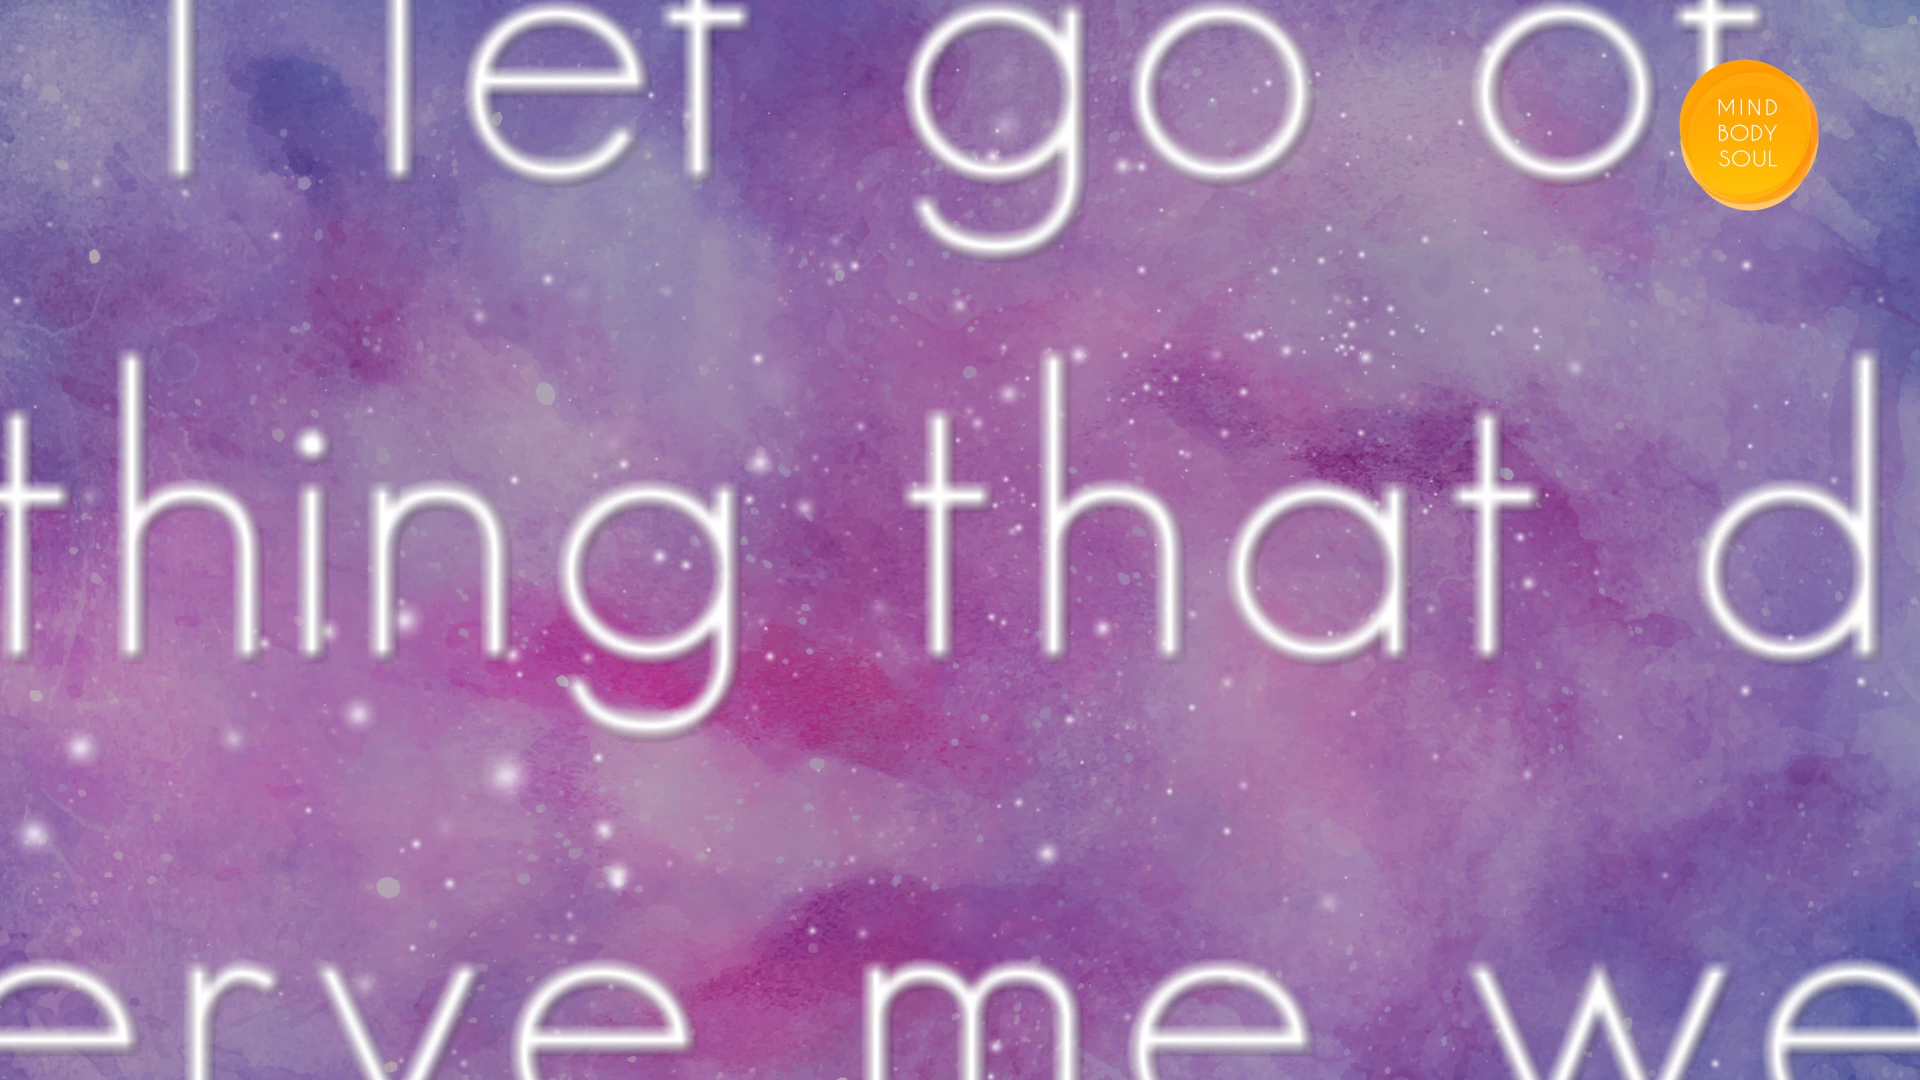 I let go of
thing that d
erve me we
MIND
BODY
SOUL